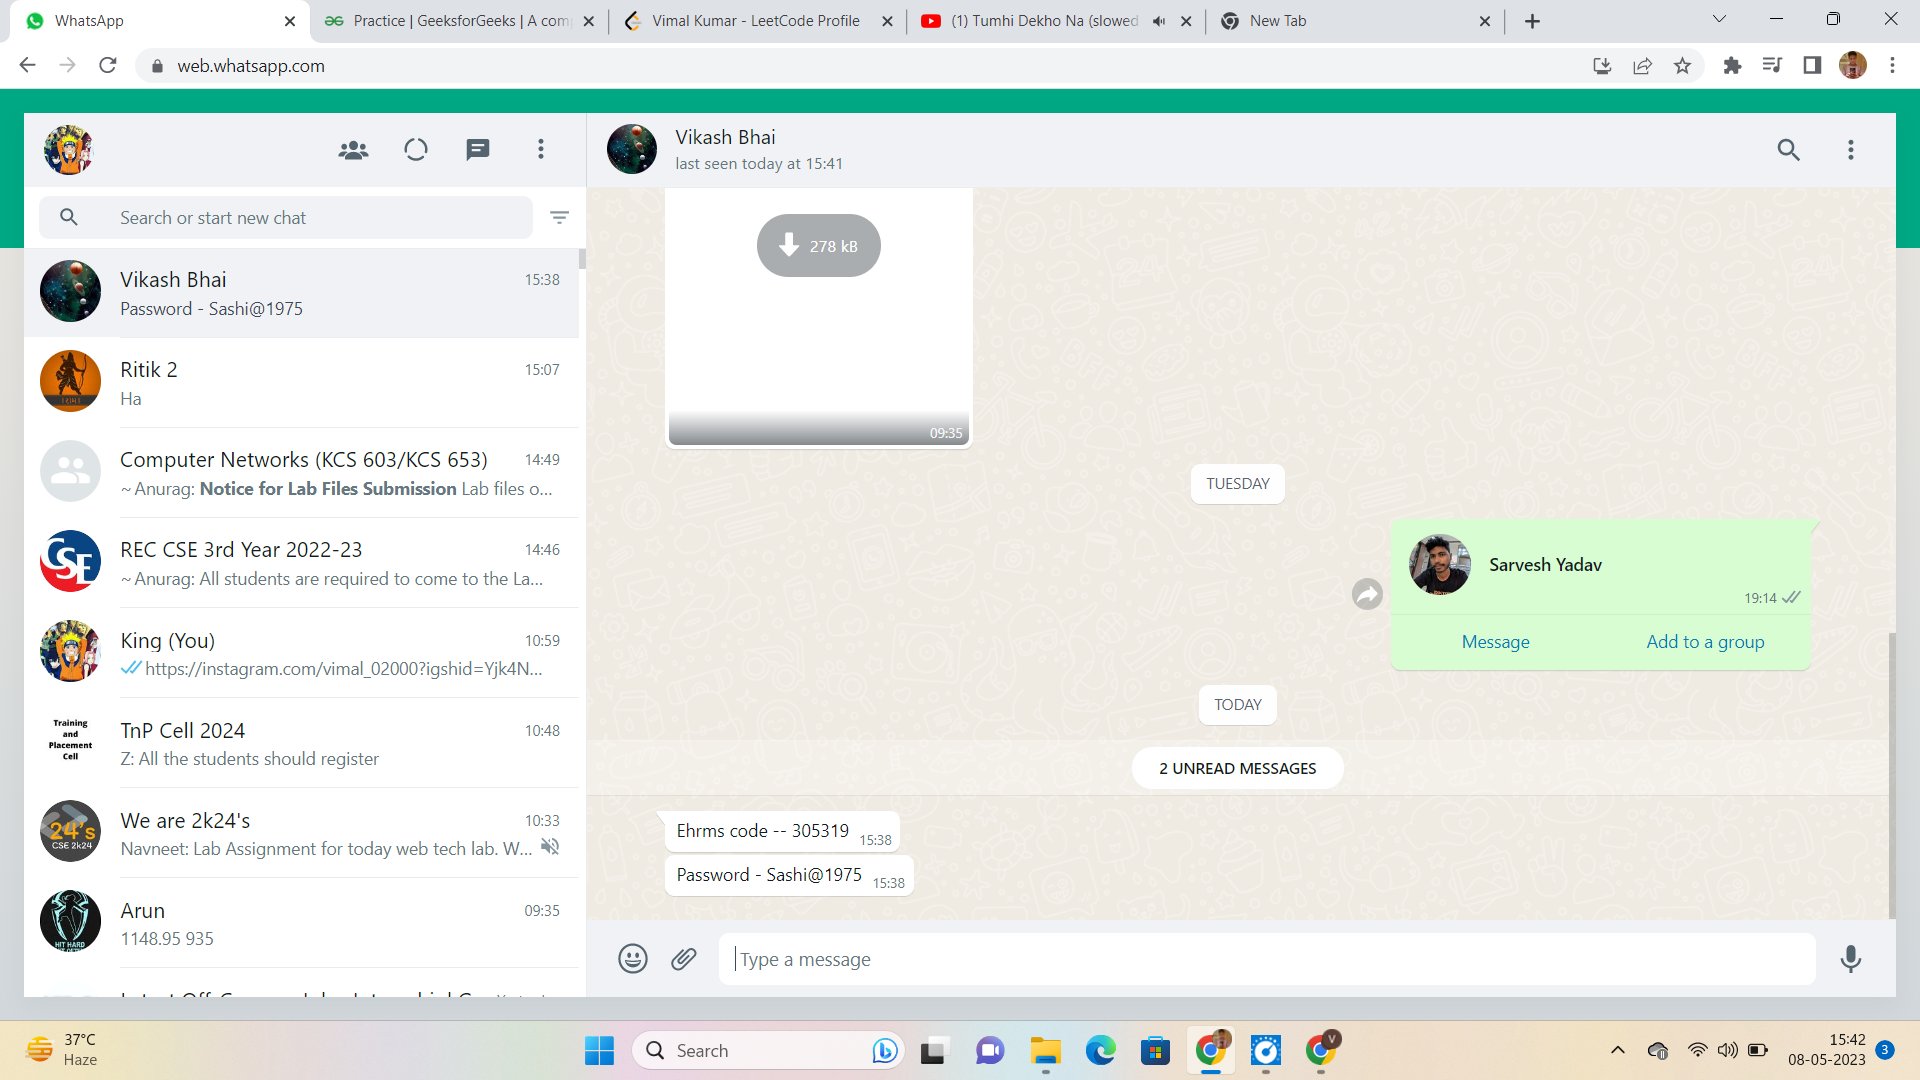 WhatsApp
Practice | GeeksforGeeks | A com
Vimal Kumar - LeetCode Profile
(1) Tumhi Dekho Na (slowed
New Tab
web.whatsapp.com
Search or start new chat
Vikash Bhai
15:38
Password - Sashi@1975
Ritik 2
15:07
Ha
Computer Networks (KCS 603/KCS 653)
14:49
~ Anurag: Notice for Lab Files Submission Lab files o...
REC CSE 3rd Year 2022-23
14:46
~ Anurag: All students are required to come to the La...
CSE
King (You)
10:59
https://instagram.com/vimal_02000?igshid=Yjk4N...
Training
and
Placement
Cell
TnP Cell 2024
10:48
Z: All the students should register
24's
CSE 2k24
We are 2k24's
10:33
Navneet: Lab Assignment for today web tech lab. W...
HIT HARD
Arun
09:35
1148.95 935
Vikash Bhai
last seen today at 15:41
278 kB
09:35
TUESDAY
Sarvesh Yadav
19:14
Message
Add to a group
TODAY
2 UNREAD MESSAGES
Ehrms code -- 305319
15:38
Password - Sashi@1975
15:38
Type a message
37°C
Haze
Search
V
15:42
08-05-2023
3